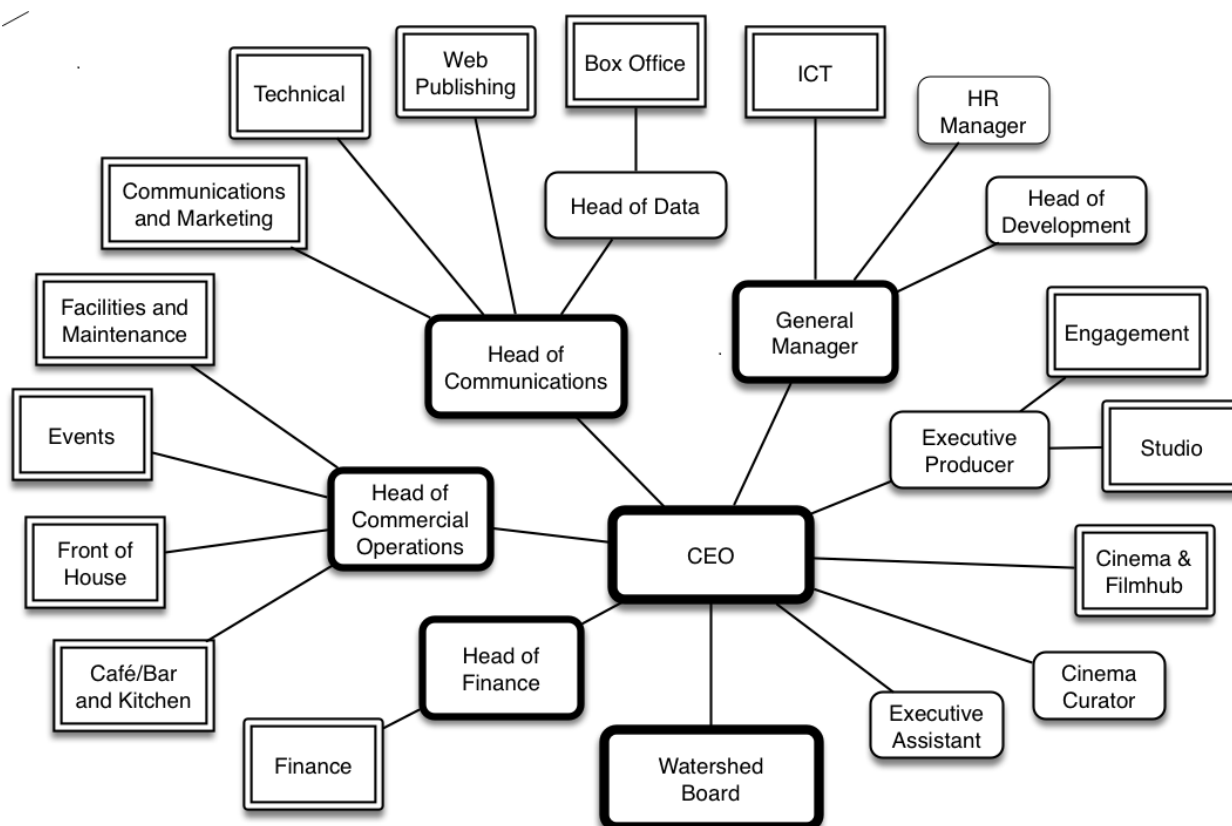 Web
Publishing
Box Office
ICT
Technical
HR
Manager
Communications
and Marketing
Head of Data
Head of
Development
Facilities and
Maintenance
General
Manager
Engagement
Head of
Communications
Events
Executive
Producer
Studio
Head of
Commercial
Operations
CEO
Front of
House
Cinema &
Filmhub
Café/Bar
and Kitchen
Head of
Finance
Cinema
Curator
Executive
Assistant
Finance
Watershed
Board